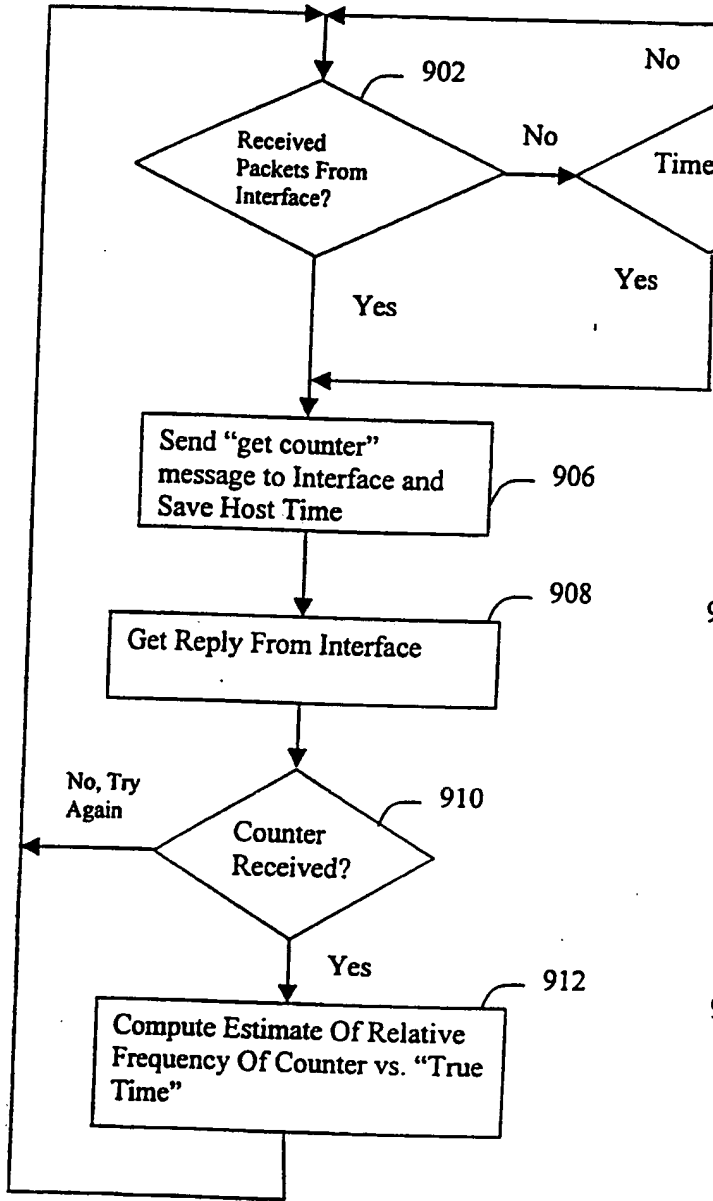 No
902
Received
Packets From
Interface?
No
Time
Yes
Yes
Send “get counter”
message to Interface and
Save Host Time
906
908
Get Reply From Interface
No, Try
Again
910
Counter
Received?
Yes
912
Compute Estimate Of Relative
Frequency Of Counter vs. “True
Time”